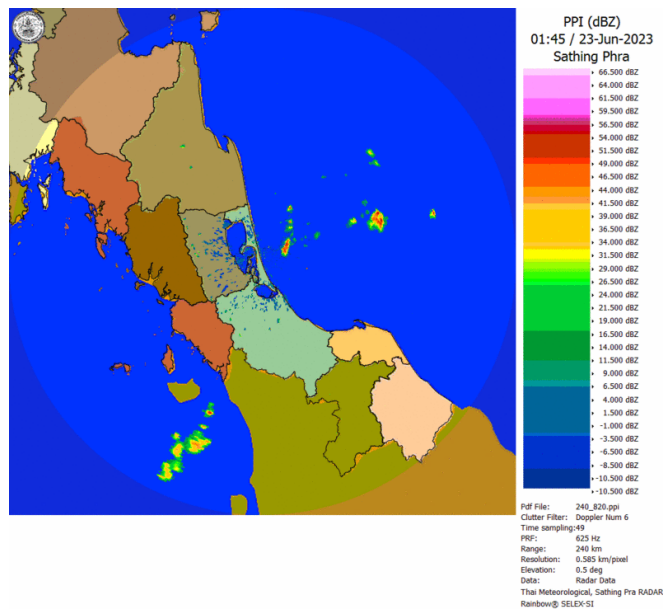 PPI (dBZ)
01:45 / 23-Jun-2023
Sathing Phra
66.500 dBZ
64.000 dBZ
61.500 dBZ
59.500 dBZ
56.500 dBZ
54.000 dBZ
51.500 dBZ
49.000 dBZ
46.500 dBZ
44.000 dBZ
41.500 dBZ
39.000 dBZ
36.500 dBZ
34.000 dBZ
31.500 dBZ
29.000 dBZ
26.500 dBZ
24.000 dBZ
21.500 dBZ
19.000 dBZ
16.500 dBZ
14.000 dBZ
11.500 dBZ
9.000 dBZ
6.500 dBZ
4.000 dBZ
1.500 dBZ
-1.000 dBZ
-3.500 dBZ
-6.500 dBZ
-8.500 dBZ
-10.500 dBZ
-10.500 dBZ
Pdf File: 240_820.ppi
Clutter Filter: Doppler Num 6
Time sampling:49
PRF: 625 Hz
Range: 240 km
Resolution: 0.585 km/pixel
Elevation: 0.5 deg
Data: Radar Data
Thai Meteorological, Sathing Pra RADAR
Rainbow® SELEX-SI